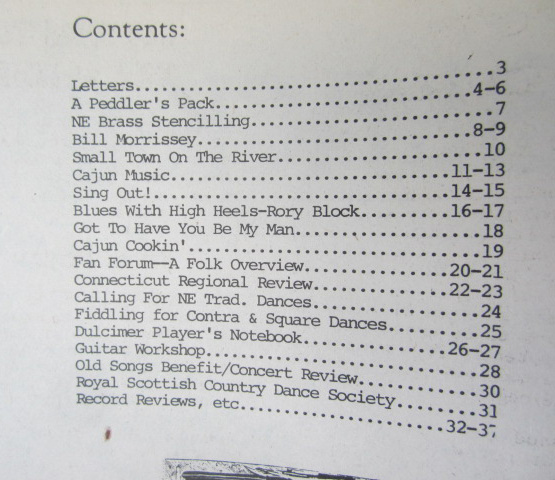 Contents:
Letters..............................3
A Peddler's Pack..............................4-6
NE Brass Stencilling..............................7
Bill Morrissey..............................8-9
Small Town On The River..............................10
Cajun Music..............................11-13
Sing Out!..............................14-15
Blues With High Heels-Rory Block.........16-17
Got To Have You Be My Man..............................18
Cajun Cookin'..............................19
Fan Forum—A Folk Overview....................20-21
Connecticut Regional Review...................22-23
Calling For NE Trad. Dances......................24
Fiddling for Contra & Square Dances............25
Dulcimer Player's Notebook...................26-27
Guitar Workshop..............................28
Old Songs Benefit/Concert Review...............30
Royal Scottish Country Dance Society..........31
Record Reviews, etc..........................32-37